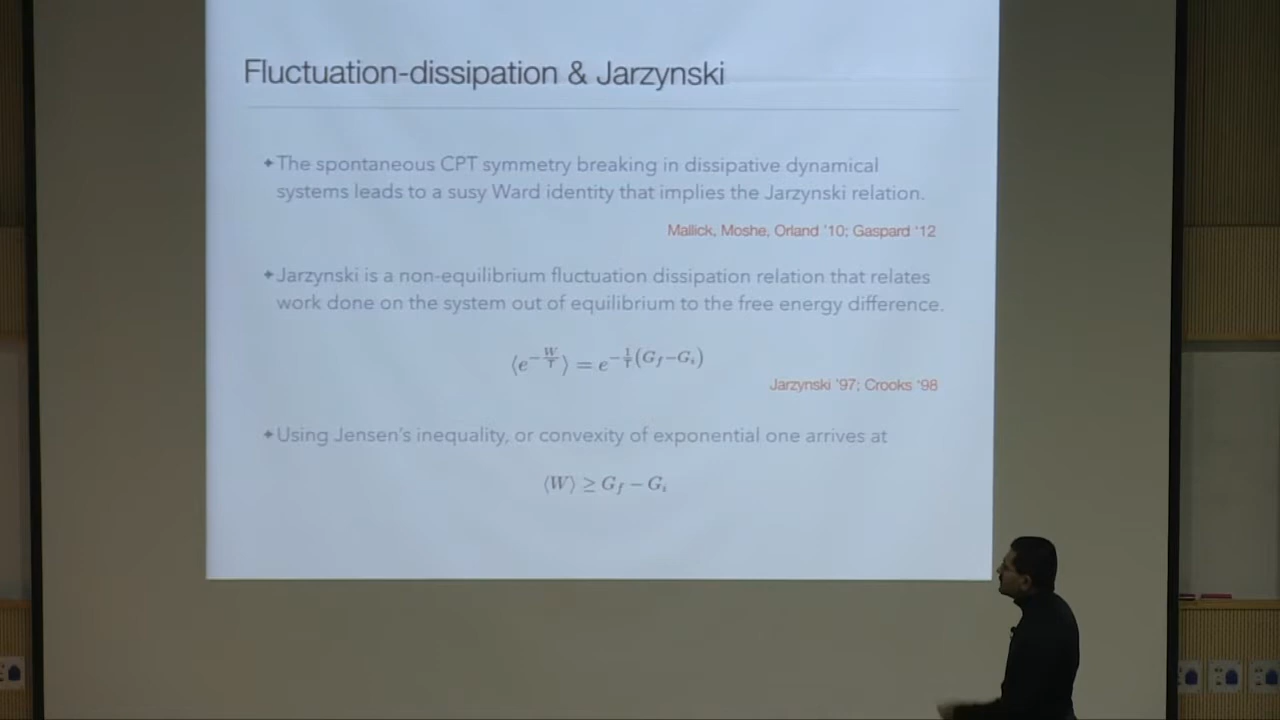 Fluctuation-dissipation & Jarzynski
✦ The spontaneous CPT symmetry breaking in dissipative dynamical
systems leads to a susy Ward identity that implies the Jarzynski relation.
Mallick, Moshe, Orland '10; Gaspard '12
✦ Jarzynski is a non-equilibrium fluctuation dissipation relation that relates
work done on the system out of equilibrium to the free energy difference.
⟨e^{-\frac{W}{T}}⟩ = e^{-\frac{1}{T}(G_f - G_i)}
Jarzynski '97; Crooks '98
✦ Using Jensen's inequality, or convexity of exponential one arrives at
⟨W⟩ ≥ G_f − G_i